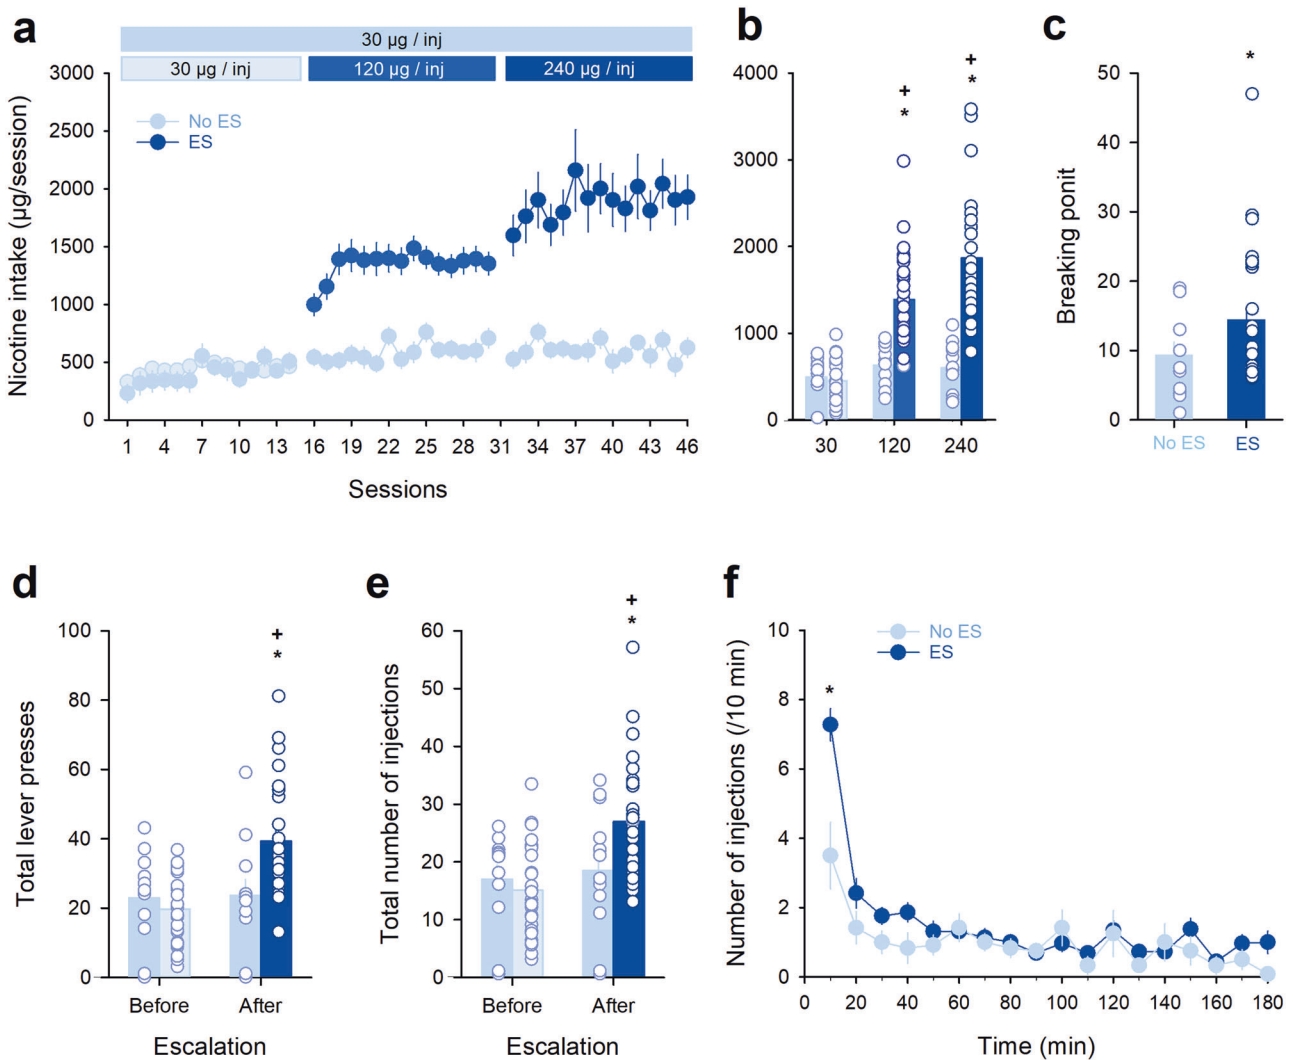 a
30 µg / inj
30 µg / inj 120 µg / inj 240 µg / inj
3000
2500
2000
1500
1000
500
0
Nicotine intake (µg/session)
No ES
ES
1 4 7 10 13 16 19 22 25 28 31 34 37 40 43 46
Sessions
b
4000
3000
2000
1000
0
+
*
+
*
30 120 240
c
50
40
30
20
10
0
Breaking ponit
*
No ES ES
d
100
80
60
40
20
0
Total lever presses
+
*
Before After
Escalation
e
60
50
40
30
20
10
0
Total number of injections
+
*
Before After
Escalation
f
10
8
6
4
2
0
Number of injections (/10 min)
No ES
ES
*
0 20 40 60 80 100 120 140 160 180
Time (min)